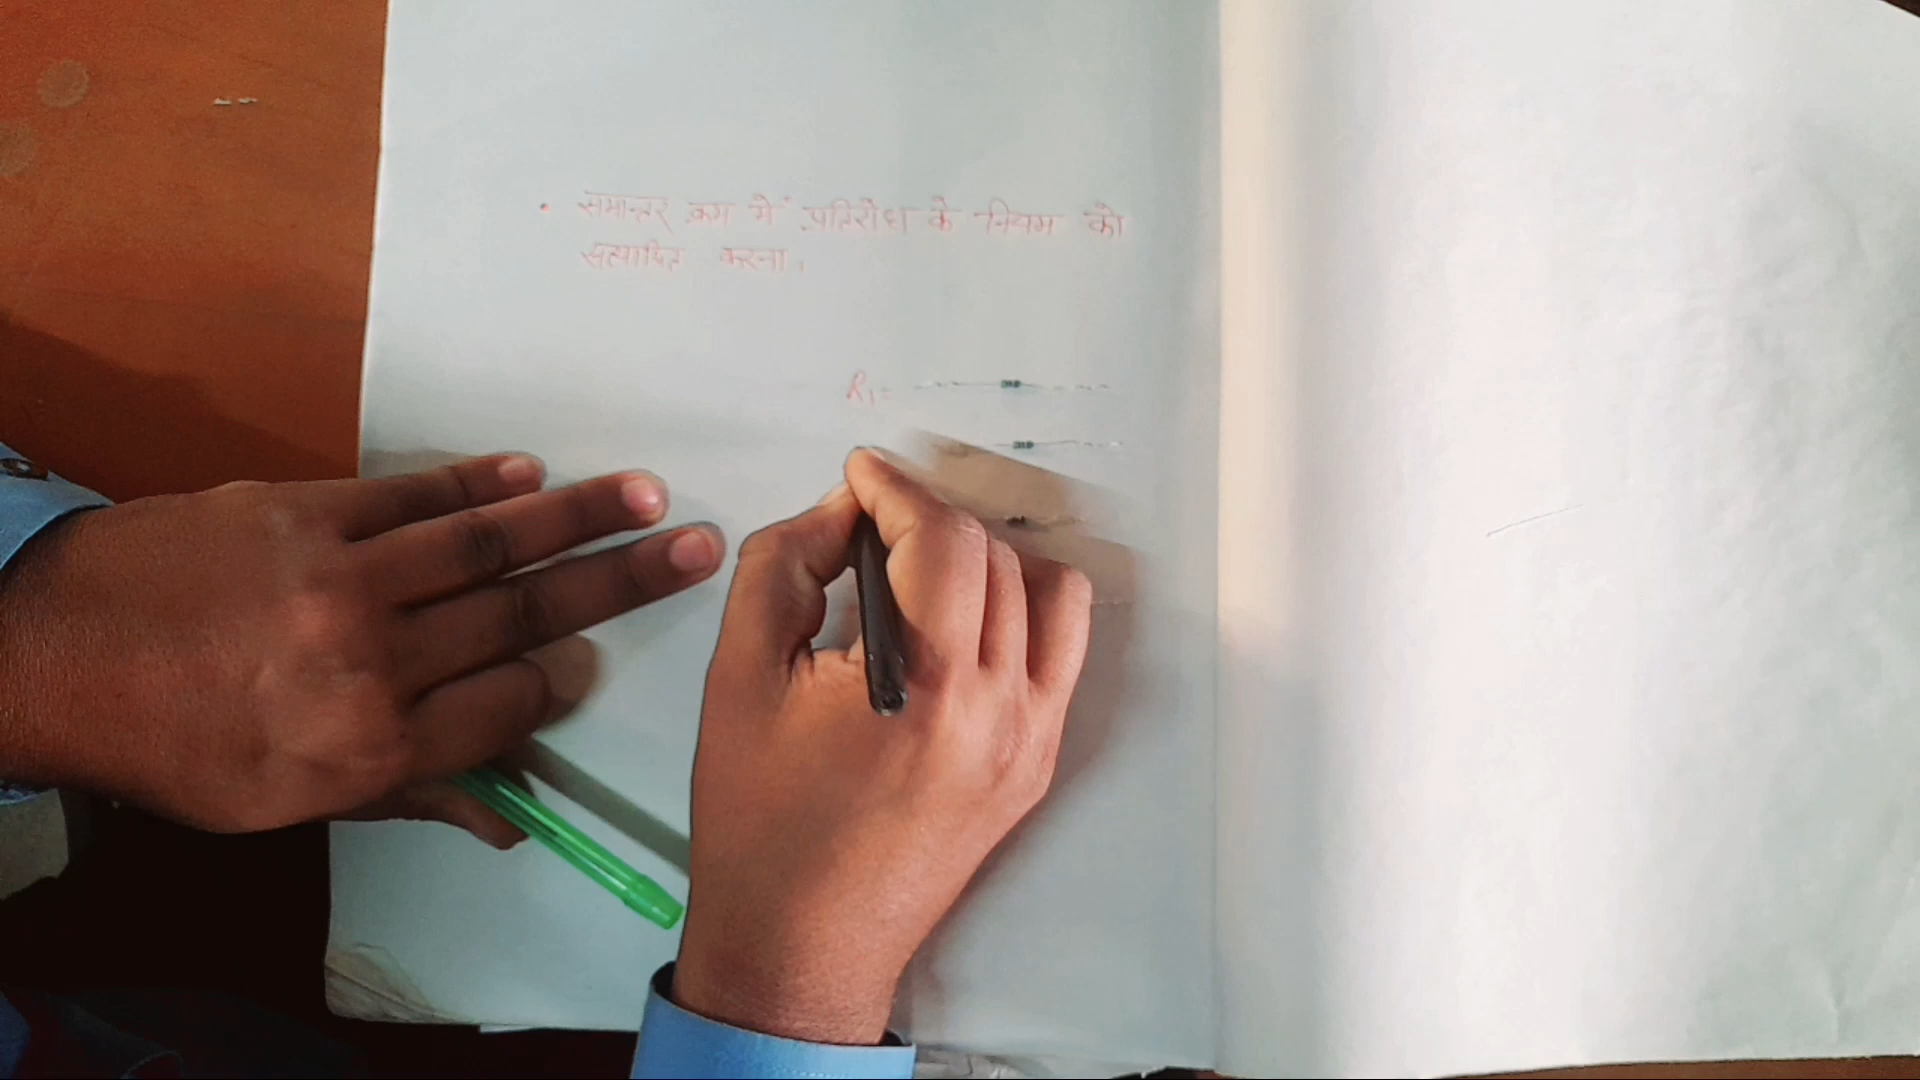 • समान्तर क्रम में प्रतिरोध के नियम को
सत्यापित करना।
R₁ =